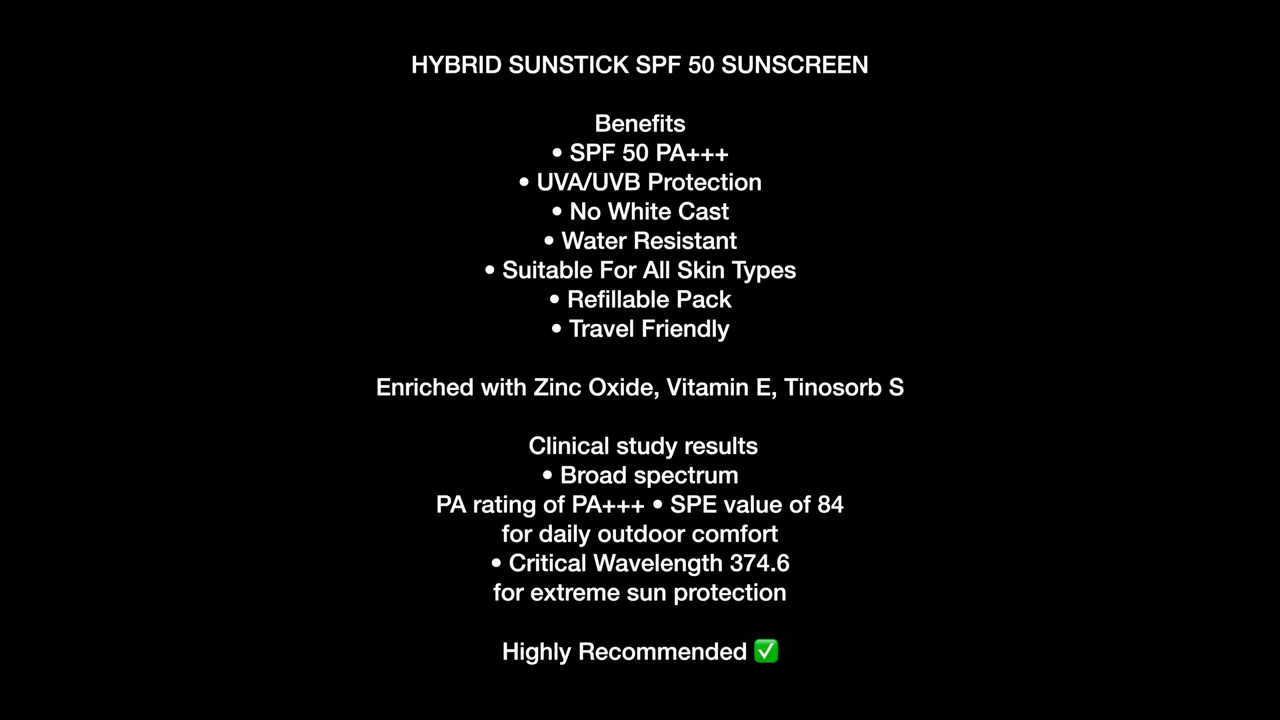 HYBRID SUNSTICK SPF 50 SUNSCREEN
Benefits
• SPF 50 PA+++
• UVA/UVB Protection
• No White Cast
• Water Resistant
• Suitable For All Skin Types
• Refillable Pack
• Travel Friendly
Enriched with Zinc Oxide, Vitamin E, Tinosorb S
Clinical study results
• Broad spectrum
PA rating of PA+++ • SPE value of 84
for daily outdoor comfort
• Critical Wavelength 374.6
for extreme sun protection
Highly Recommended ✅